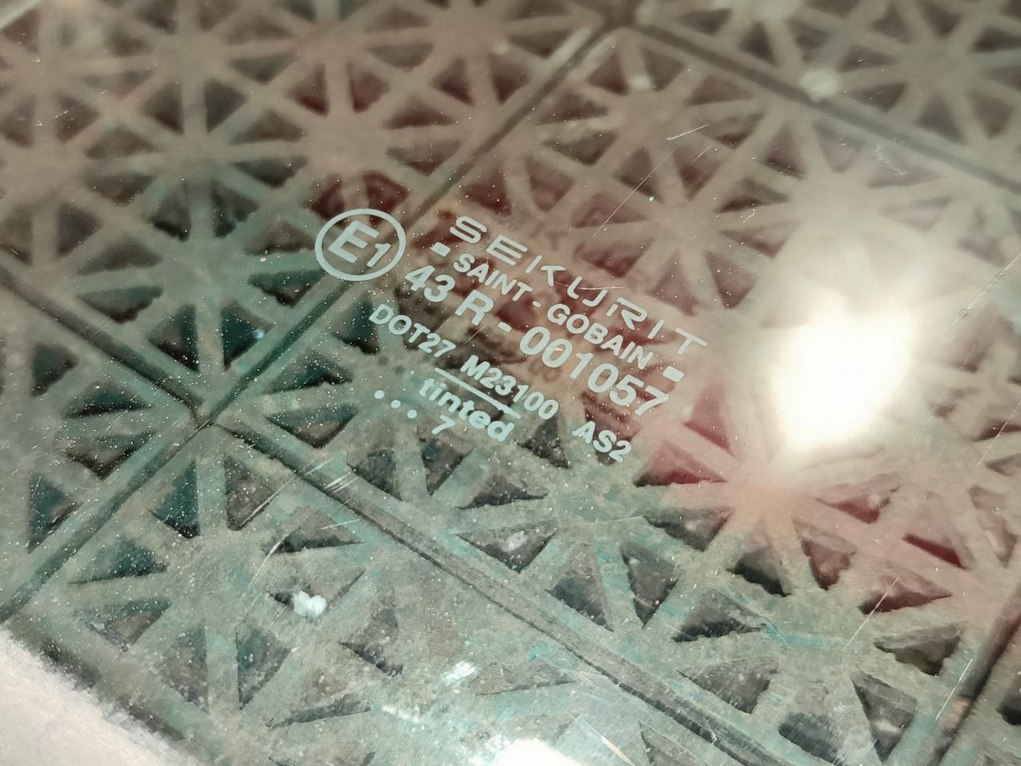 SEKURIT
- SAINT - GOBAIN -
E1 43 R - 001057
DOT27 M23100 AS2
tinted
... 7